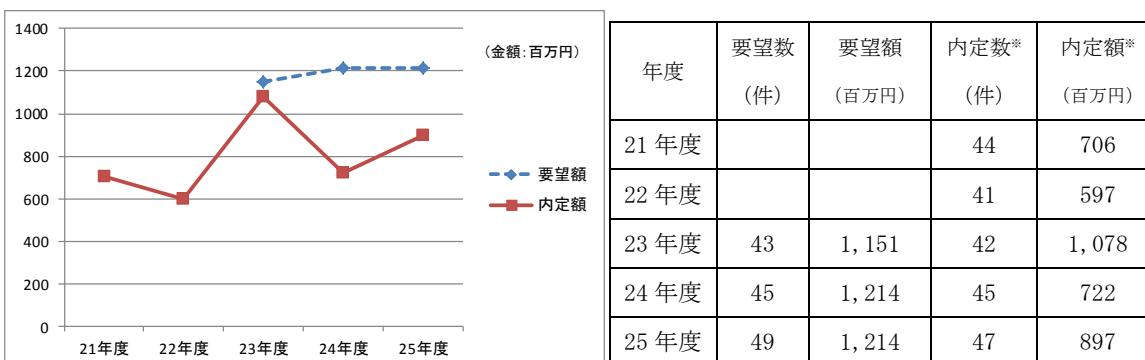 1400
1200
1000
800
600
400
200
0
(金額:百万円)
要望額
内定額
21年度 22年度 23年度 24年度 25年度
年度 要望数(件) 要望額(百万円) 内定数※(件) 内定額※(百万円)
21 年度 44 706
22 年度 41 597
23 年度 43 1,151 42 1,078
24 年度 45 1,214 45 722
25 年度 49 1,214 47 897